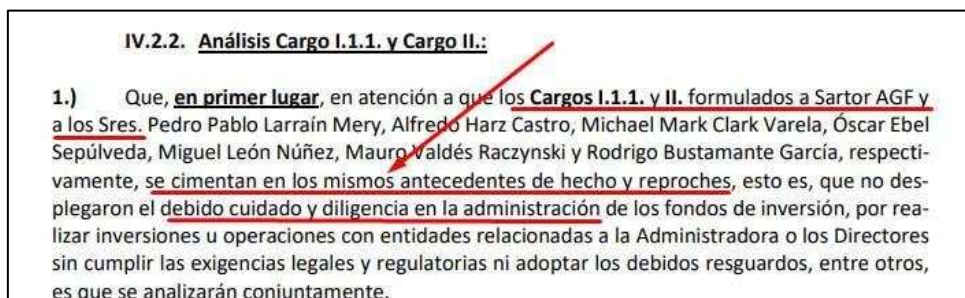 IV.2.2. Análisis Cargo I.1.1. y Cargo II.:
1.) Que, en primer lugar, en atención a que los Cargos I.1.1. y II. formulados a Sartor AGF y
a los Sres. Pedro Pablo Larraín Mery, Alfredo Harz Castro, Michael Mark Clark Varela, Óscar Ebel
Sepúlveda, Miguel León Núñez, Mauro Valdés Raczynski y Rodrigo Bustamante García, respecti-
vamente, se cimentan en los mismos antecedentes de hecho y reproches, esto es, que no des-
plegaron el debido cuidado y diligencia en la administración de los fondos de inversión, por rea-
lizar inversiones u operaciones con entidades relacionadas a la Administradora o los Directores
sin cumplir las exigencias legales y regulatorias ni adoptar los debidos resguardos, entre otros,
es que se analizarán conjuntamente.